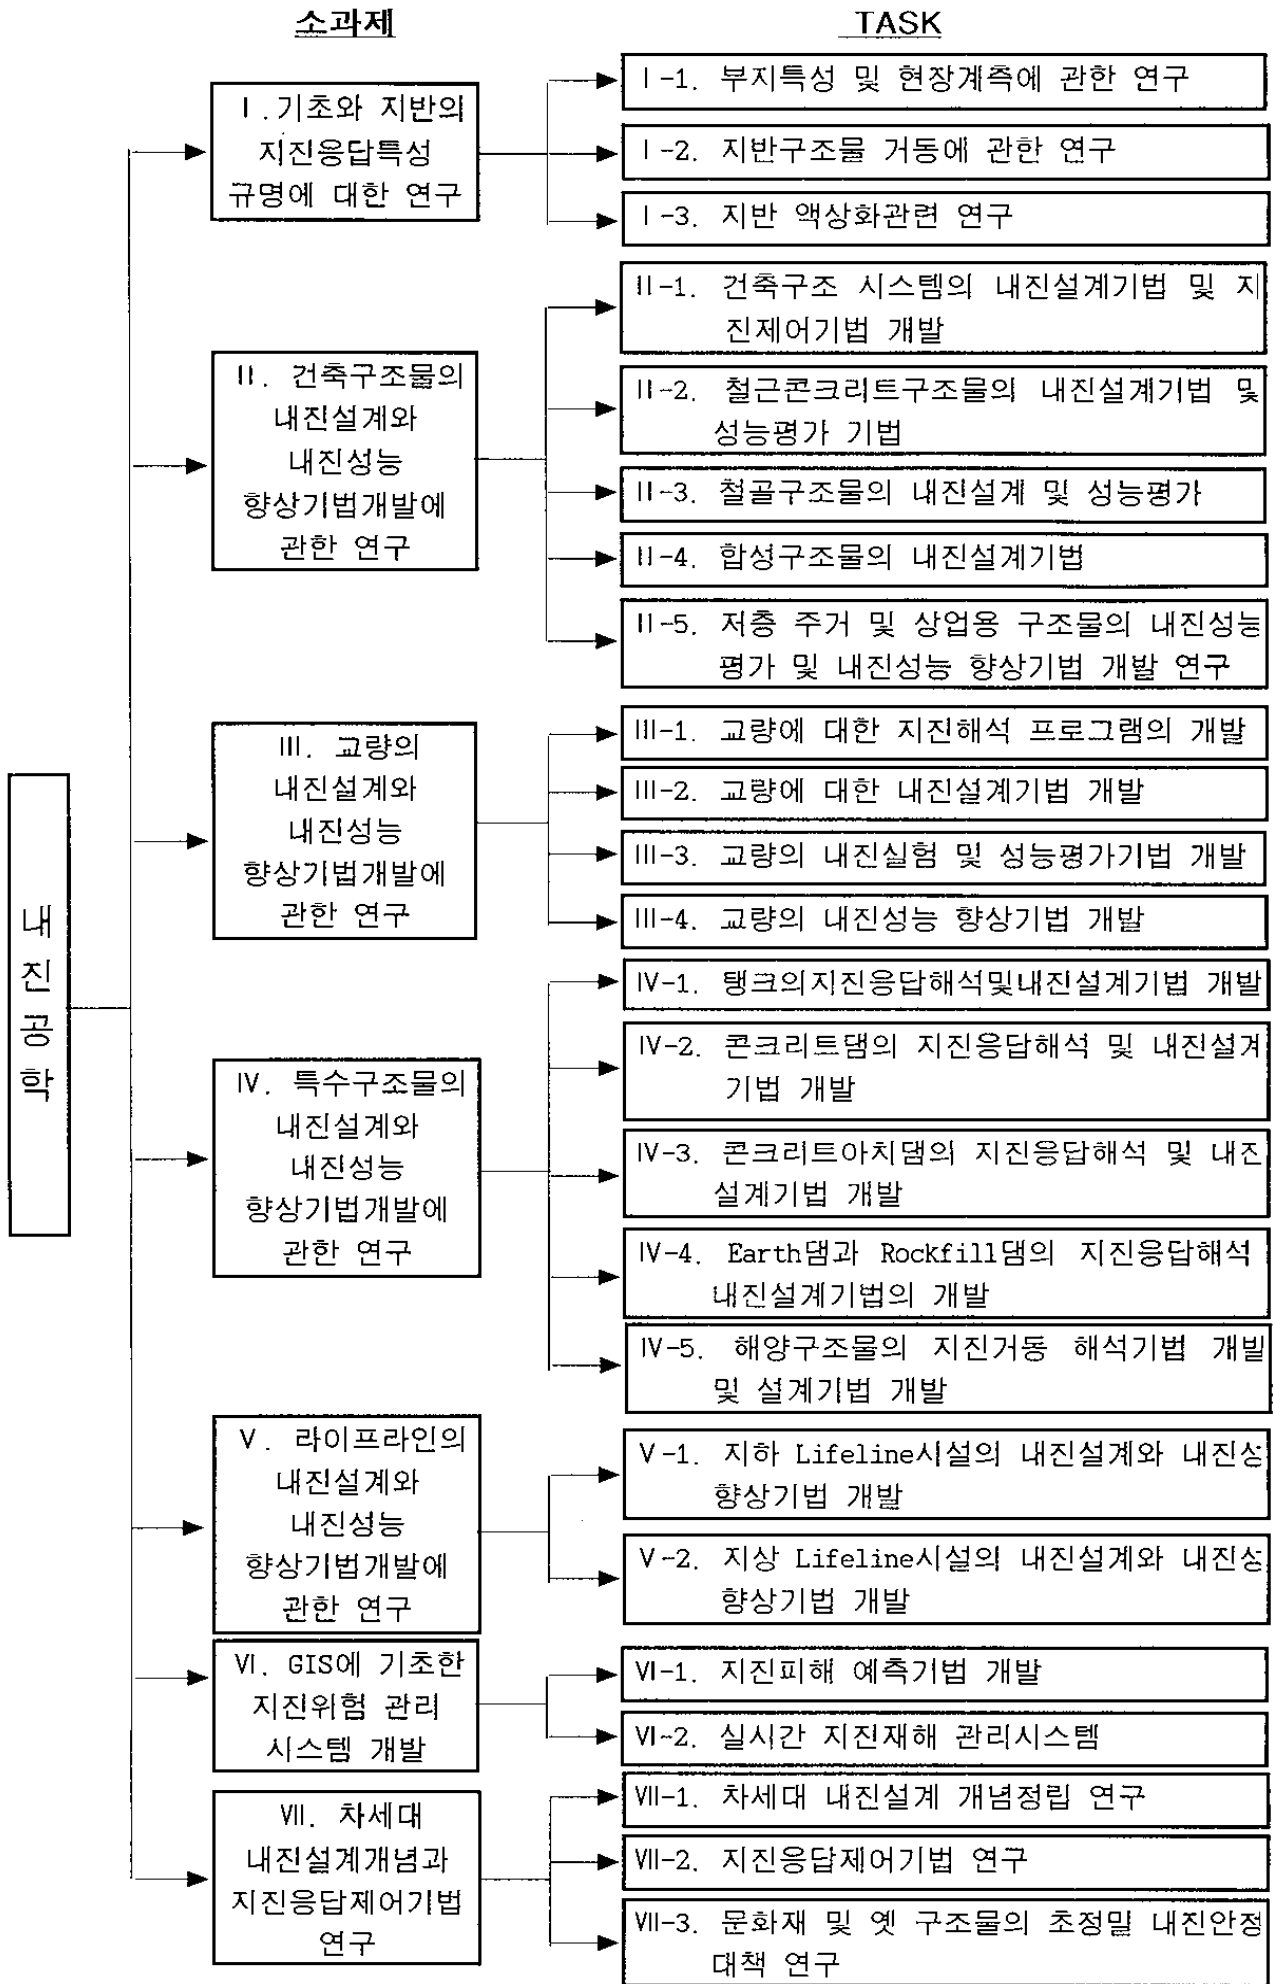 소과제
TASK
내진공학
I.기초와 지반의
지진응답특성
규명에 대한 연구
I-1. 부지특성 및 현장계측에 관한 연구
I-2. 지반구조물 거동에 관한 연구
I-3. 지반 액상화관련 연구
II. 건축구조물의
내진설계와
내진성능
향상기법개발에
관한 연구
II-1. 건축구조 시스템의 내진설계기법 및 지
진제어기법 개발
II-2. 철근콘크리트구조물의 내진설계기법 및
성능평가 기법
II-3. 철골구조물의 내진설계 및 성능평가
II-4. 합성구조물의 내진설계기법
II-5. 저층 주거 및 상업용 구조물의 내진성능
평가 및 내진성능 향상기법 개발 연구
III. 교량의
내진설계와
내진성능
향상기법개발에
관한 연구
III-1. 교량에 대한 지진해석 프로그램의 개발
III-2. 교량에 대한 내진설계기법 개발
III-3. 교량의 내진실험 및 성능평가기법 개발
III-4. 교량의 내진성능 향상기법 개발
IV. 특수구조물의
내진설계와
내진성능
향상기법개발에
관한 연구
IV-1. 탱크의지진응답해석및내진설계기법 개발
IV-2. 콘크리트댐의 지진응답해석 및 내진설계
기법 개발
IV-3. 콘크리트아치댐의 지진응답해석 및 내진
설계기법 개발
IV-4. Earth댐과 Rockfill댐의 지진응답해석
내진설계기법의 개발
IV-5. 해양구조물의 지진거동 해석기법 개발
및 설계기법 개발
V. 라이프라인의
내진설계와
내진성능
향상기법개발에
관한 연구
V-1. 지하 Lifeline시설의 내진설계와 내진성
향상기법 개발
V-2. 지상 Lifeline시설의 내진설계와 내진성
향상기법 개발
VI. GIS에 기초한
지진위험 관리
시스템 개발
VI-1. 지진피해 예측기법 개발
VI-2. 실시간 지진재해 관리시스템
VII. 차세대
내진설계개념과
지진응답제어기법
연구
VII-1. 차세대 내진설계 개념정립 연구
VII-2. 지진응답제어기법 연구
VII-3. 문화재 및 옛 구조물의 초정밀 내진안정
대책 연구